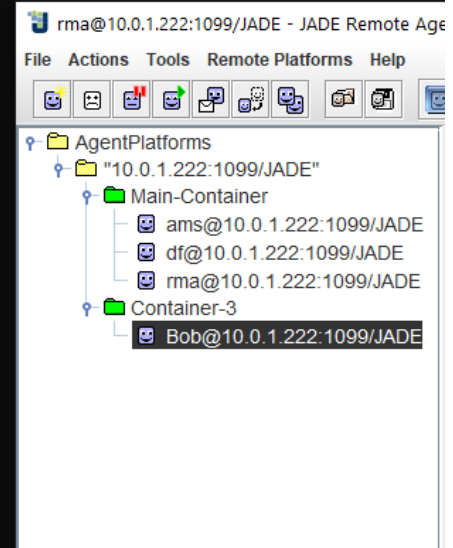 rma@10.0.1.222:1099/JADE - JADE Remote Age
File Actions Tools Remote Platforms Help
AgentPlatforms
"10.0.1.222:1099/JADE"
Main-Container
ams@10.0.1.222:1099/JADE
df@10.0.1.222:1099/JADE
rma@10.0.1.222:1099/JADE
Container-3
Bob@10.0.1.222:1099/JADE